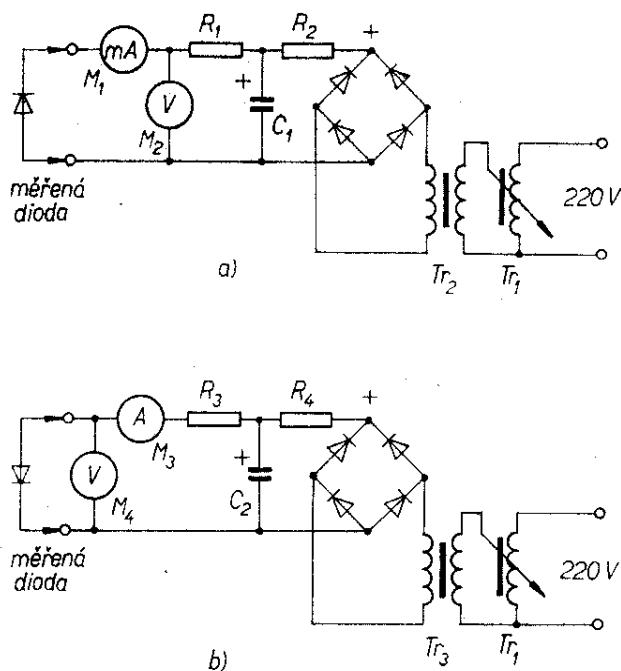 R1
R2
+
mA
M1
V
M2
+
C1
měřená
dioda
220 V
Tr2
Tr1
a)
R3
R4
+
A
M3
V
M4
+
C2
měřená
dioda
220 V
Tr3
Tr1
b)